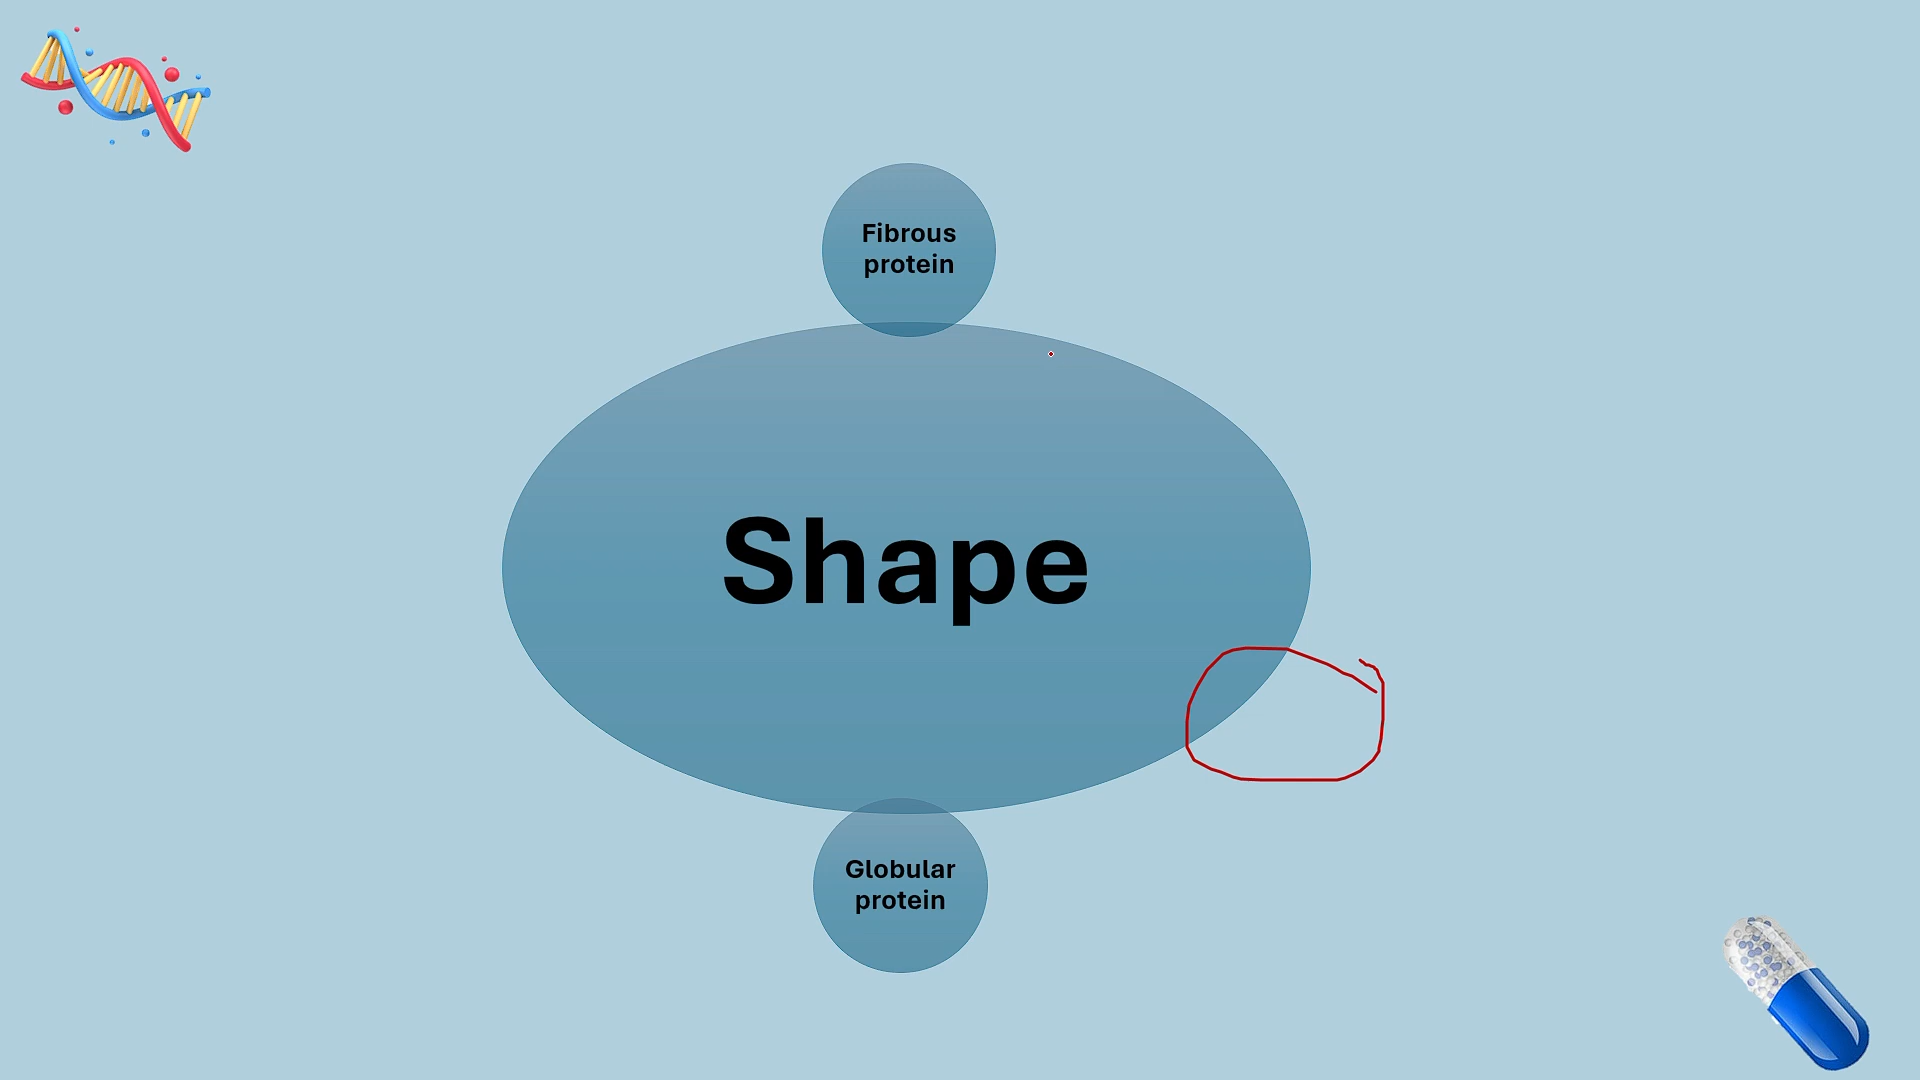 Fibrous
protein
Shape
Globular
protein